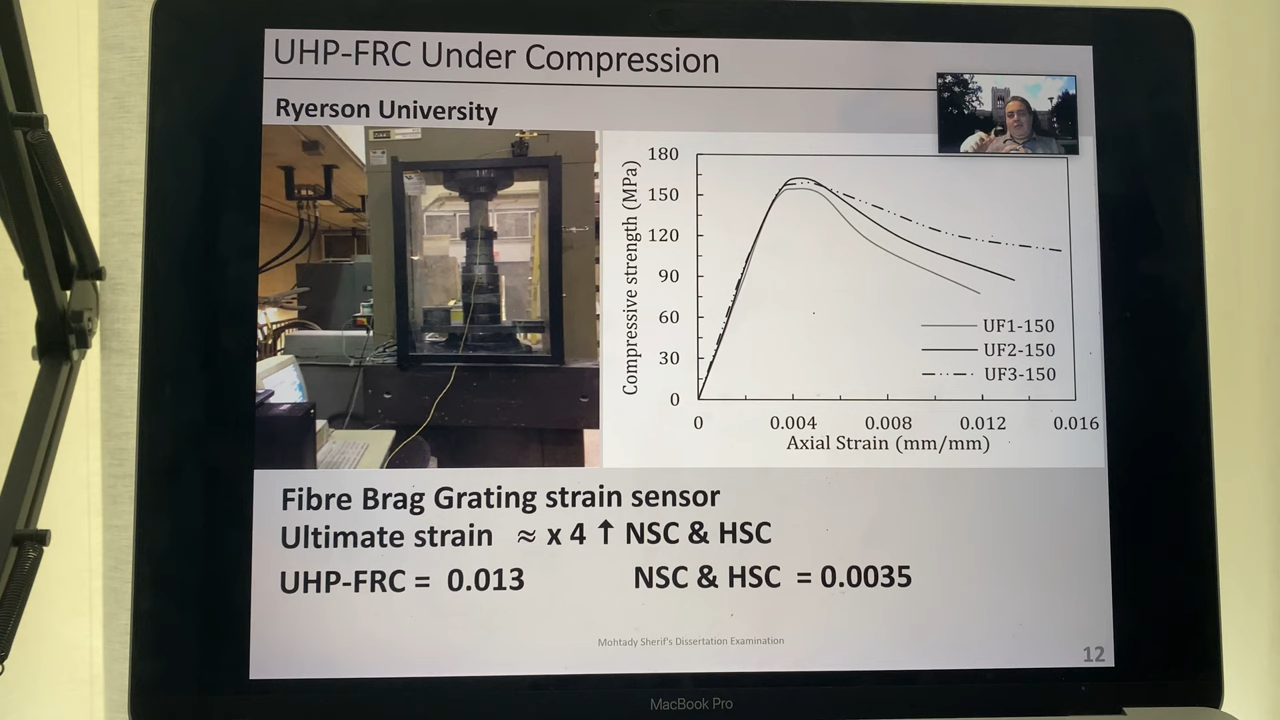 UHP-FRC Under Compression
Ryerson University
Compressive strength (MPa)
180
150
120
90
60
30
0
UF1-150
UF2-150
UF3-150
0 0.004 0.008 0.012 0.016
Axial Strain (mm/mm)
Fibre Brag Grating strain sensor
Ultimate strain ≈ x 4 ↑ NSC & HSC
UHP-FRC = 0.013 NSC & HSC = 0.0035
Mohtady Sherif's Dissertation Examination
12
MacBook Pro